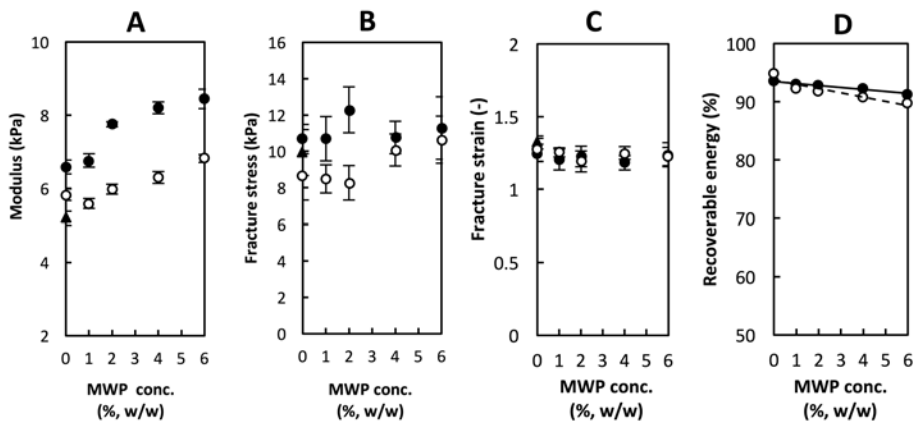 A
B
C
D
Modulus (kPa)
10
8
6
4
2
0 1 2 3 4 5 6
MWP conc.
(%, w/w)
Fracture stress (kPa)
16
14
12
10
8
6
4
2
0
0 1 2 3 4 5 6
MWP conc.
(%, w/w)
Fracture strain (-)
2
1.5
1
0.5
0
0 1 2 3 4 5 6
MWP conc.
(%, w/w)
Recoverable energy (%)
100
90
80
70
60
50
0 1 2 3 4 5 6
MWP conc.
(%, w/w)